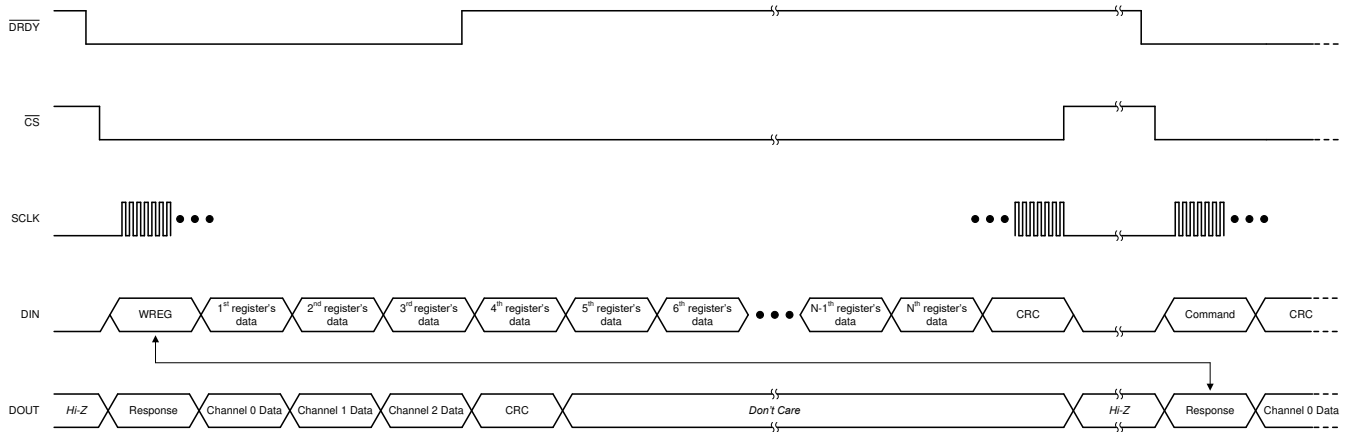 DRDY
CS
SCLK
DIN
WREG
1st register's
data
2nd register's
data
3rd register's
data
4th register's
data
5th register's
data
6th register's
data
N-1th register's
data
Nth register's
data
CRC
Command
CRC
DOUT
Hi-Z
Response
Channel 0 Data
Channel 1 Data
Channel 2 Data
CRC
Don't Care
Hi-Z
Response
Channel 0 Data